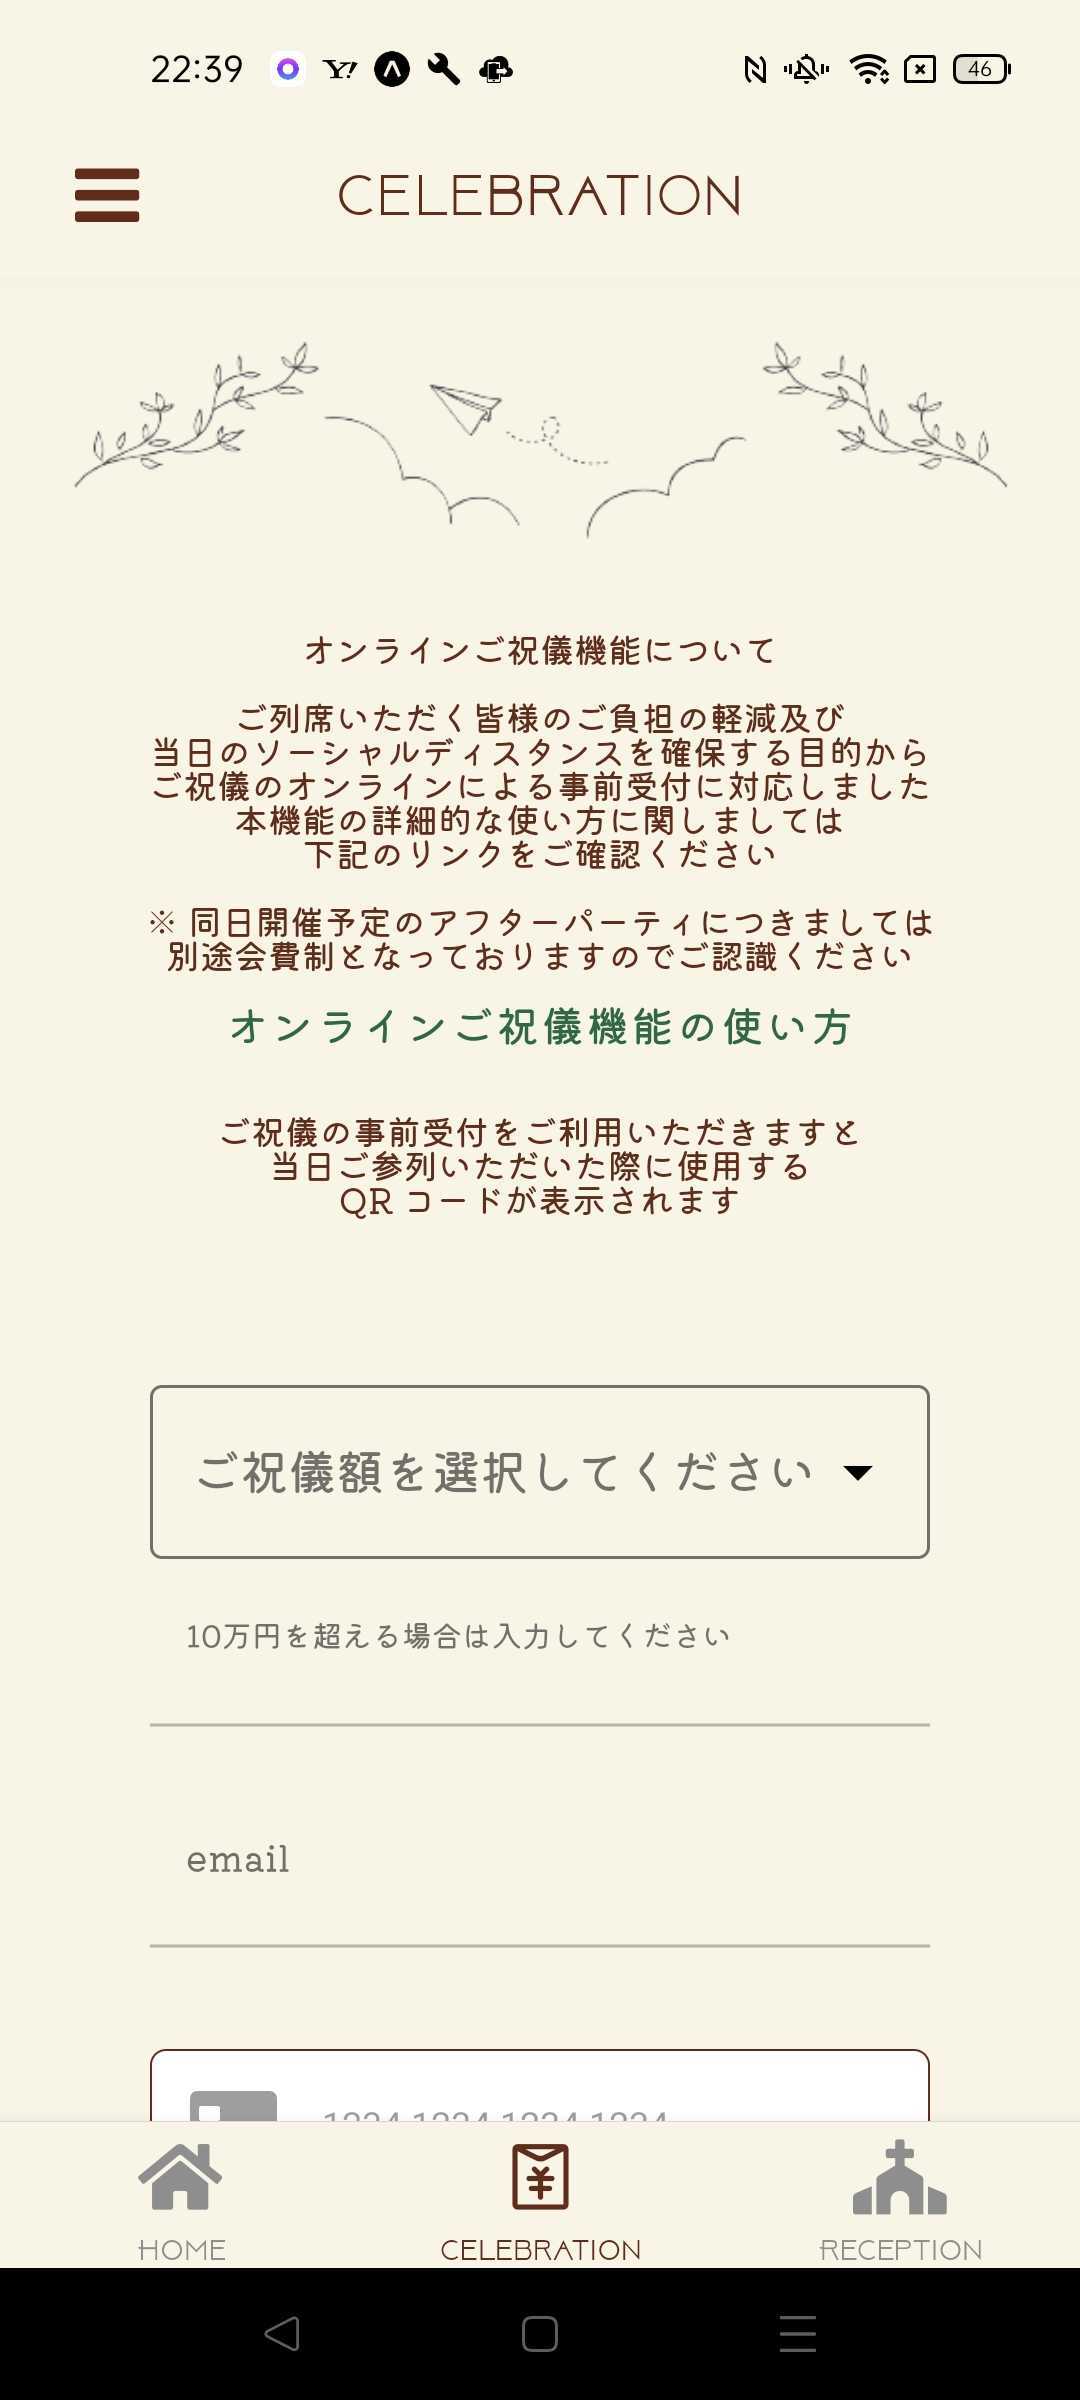 22:39
46
CELEBRATION
オンラインご祝儀機能について
ご列席いただく皆様のご負担の軽減及び
当日のソーシャルディスタンスを確保する目的から
ご祝儀のオンラインによる事前受付に対応しました
本機能の詳細的な使い方に関しましては
下記のリンクをご確認ください
※ 同日開催予定のアフターパーティにつきましては
別途会費制となっておりますのでご認識ください
オンラインご祝儀機能の使い方
ご祝儀の事前受付をご利用いただきますと
当日ご参列いただいた際に使用する
QR コードが表示されます
ご祝儀額を選択してください
10万円を超える場合は入力してください
email
1234 1234 1234 1234
HOME
CELEBRATION
RECEPTION